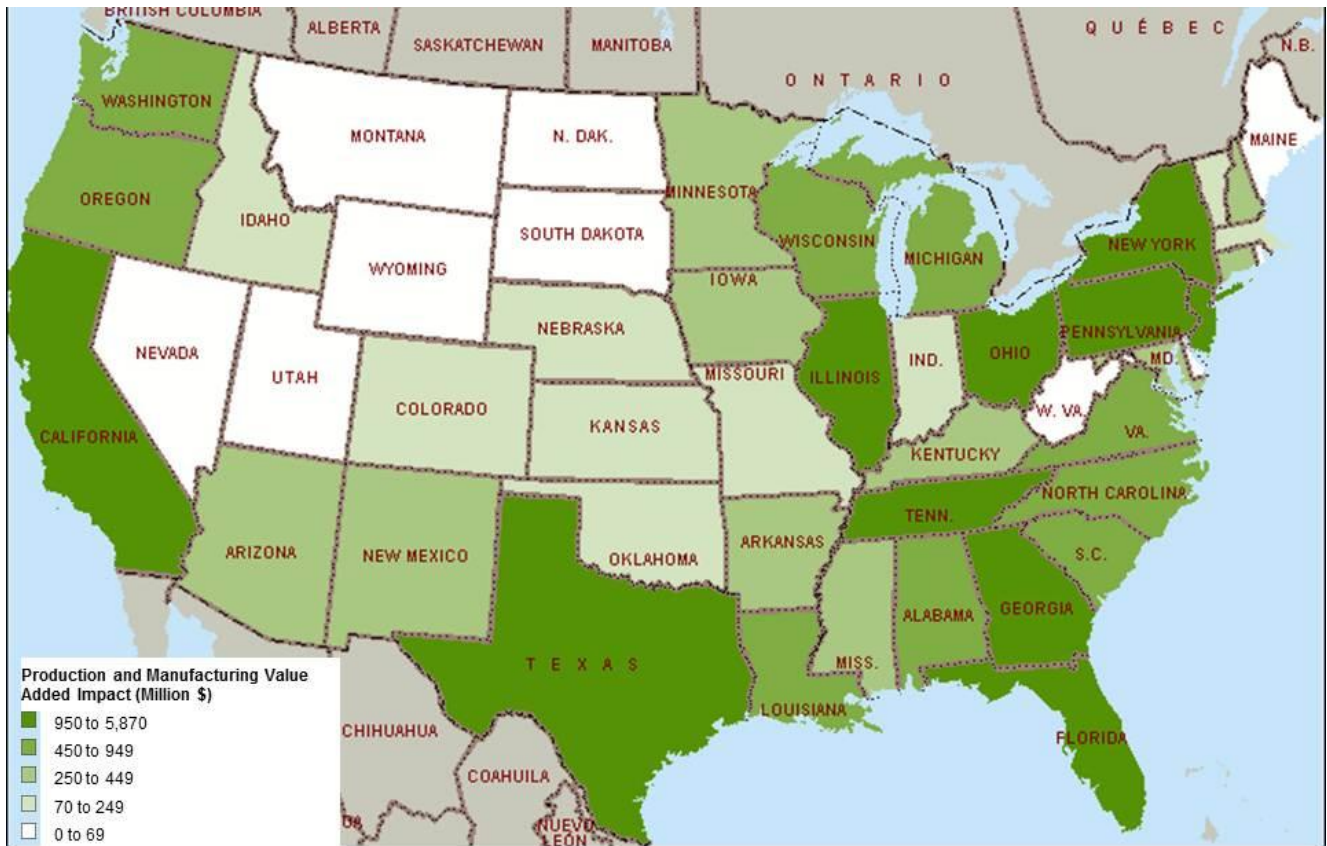 BRITISH COLUMBIA
ALBERTA
SASKATCHEWAN
MANITOBA
QUÉBEC
N.B.
ONTARIO
WASHINGTON
MONTANA
N. DAK.
MAINE
OREGON
IDAHO
MINNESOTA
SOUTH DAKOTA
WISCONSIN
NEW YORK
MICHIGAN
WYOMING
IOWA
NEBRASKA
PENNSYLVANIA
NEVADA
UTAH
MISSOURI
ILLINOIS
IND.
OHIO
MD.
COLORADO
KANSAS
W. VA.
CALIFORNIA
VA.
KENTUCKY
NORTH CAROLINA
TENN.
ARIZONA
NEW MEXICO
OKLAHOMA
ARKANSAS
S.C.
GEORGIA
ALABAMA
TEXAS
MISS.
LOUISIANA
FLORIDA
CHIHUAHUA
COAHUILA
NUEVO
LEÓN
Production and Manufacturing Value
Added Impact (Million $)
950 to 5,870
450 to 949
250 to 449
70 to 249
0 to 69